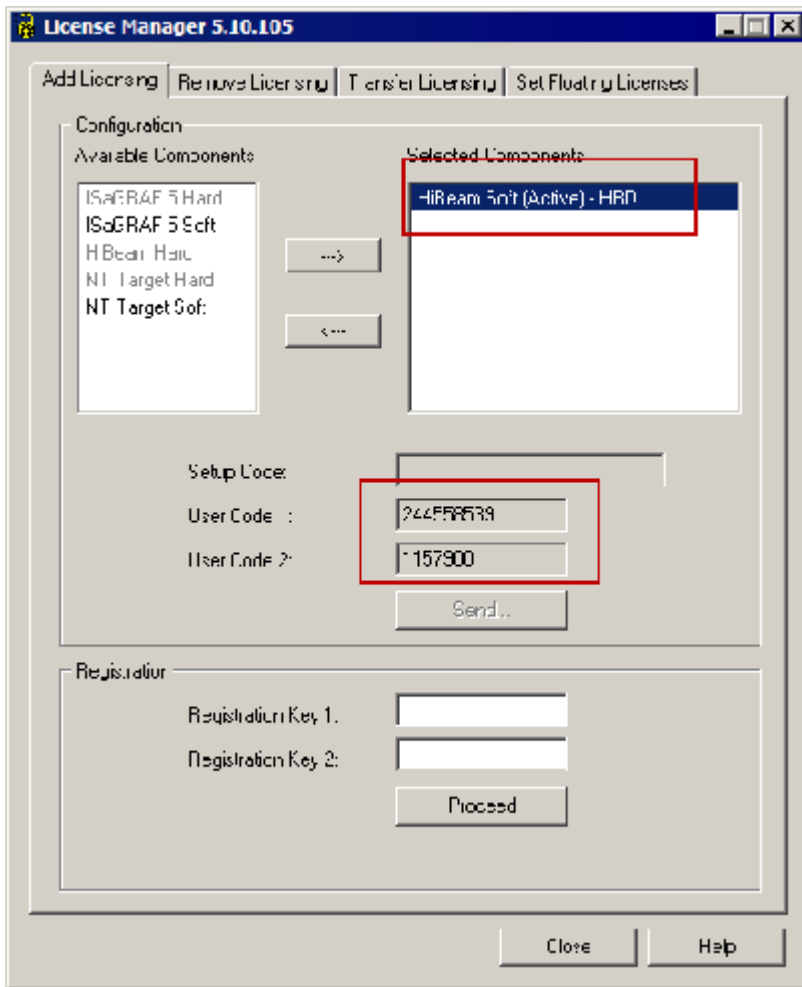 License Manager 5.10.105
Add Licensing Remove Licensing Transfer Licensing Set Floating Licenses
Configuration
Available Components Selected Components
ISaGRAF 5 Hard HiBeam Soft (Active) - HBD
ISaGRAF 5 Soft
HiBeam Hard
--->
NT Target Hard
NT Target Soft
<---
Setup Code:
User Code 1: 244558539
User Code 2: 1157900
Send...
Registration
Registration Key 1:
Registration Key 2:
Proceed
Close Help